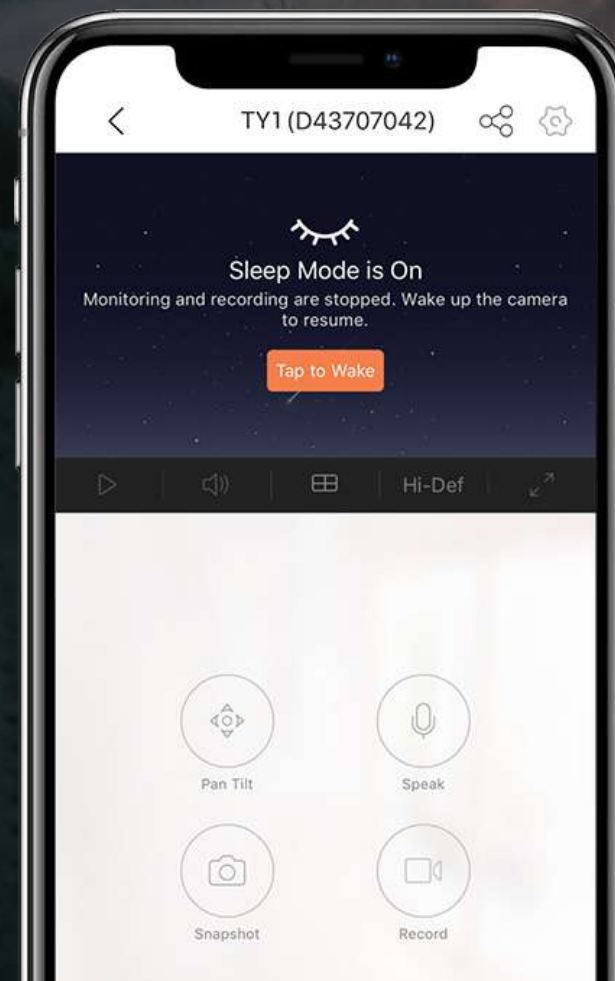 TY1 (D43707042)
Sleep Mode is On
Monitoring and recording are stopped. Wake up the camera
to resume.
Tap to Wake
Hi-Def
Pan Tilt
Speak
Snapshot
Record